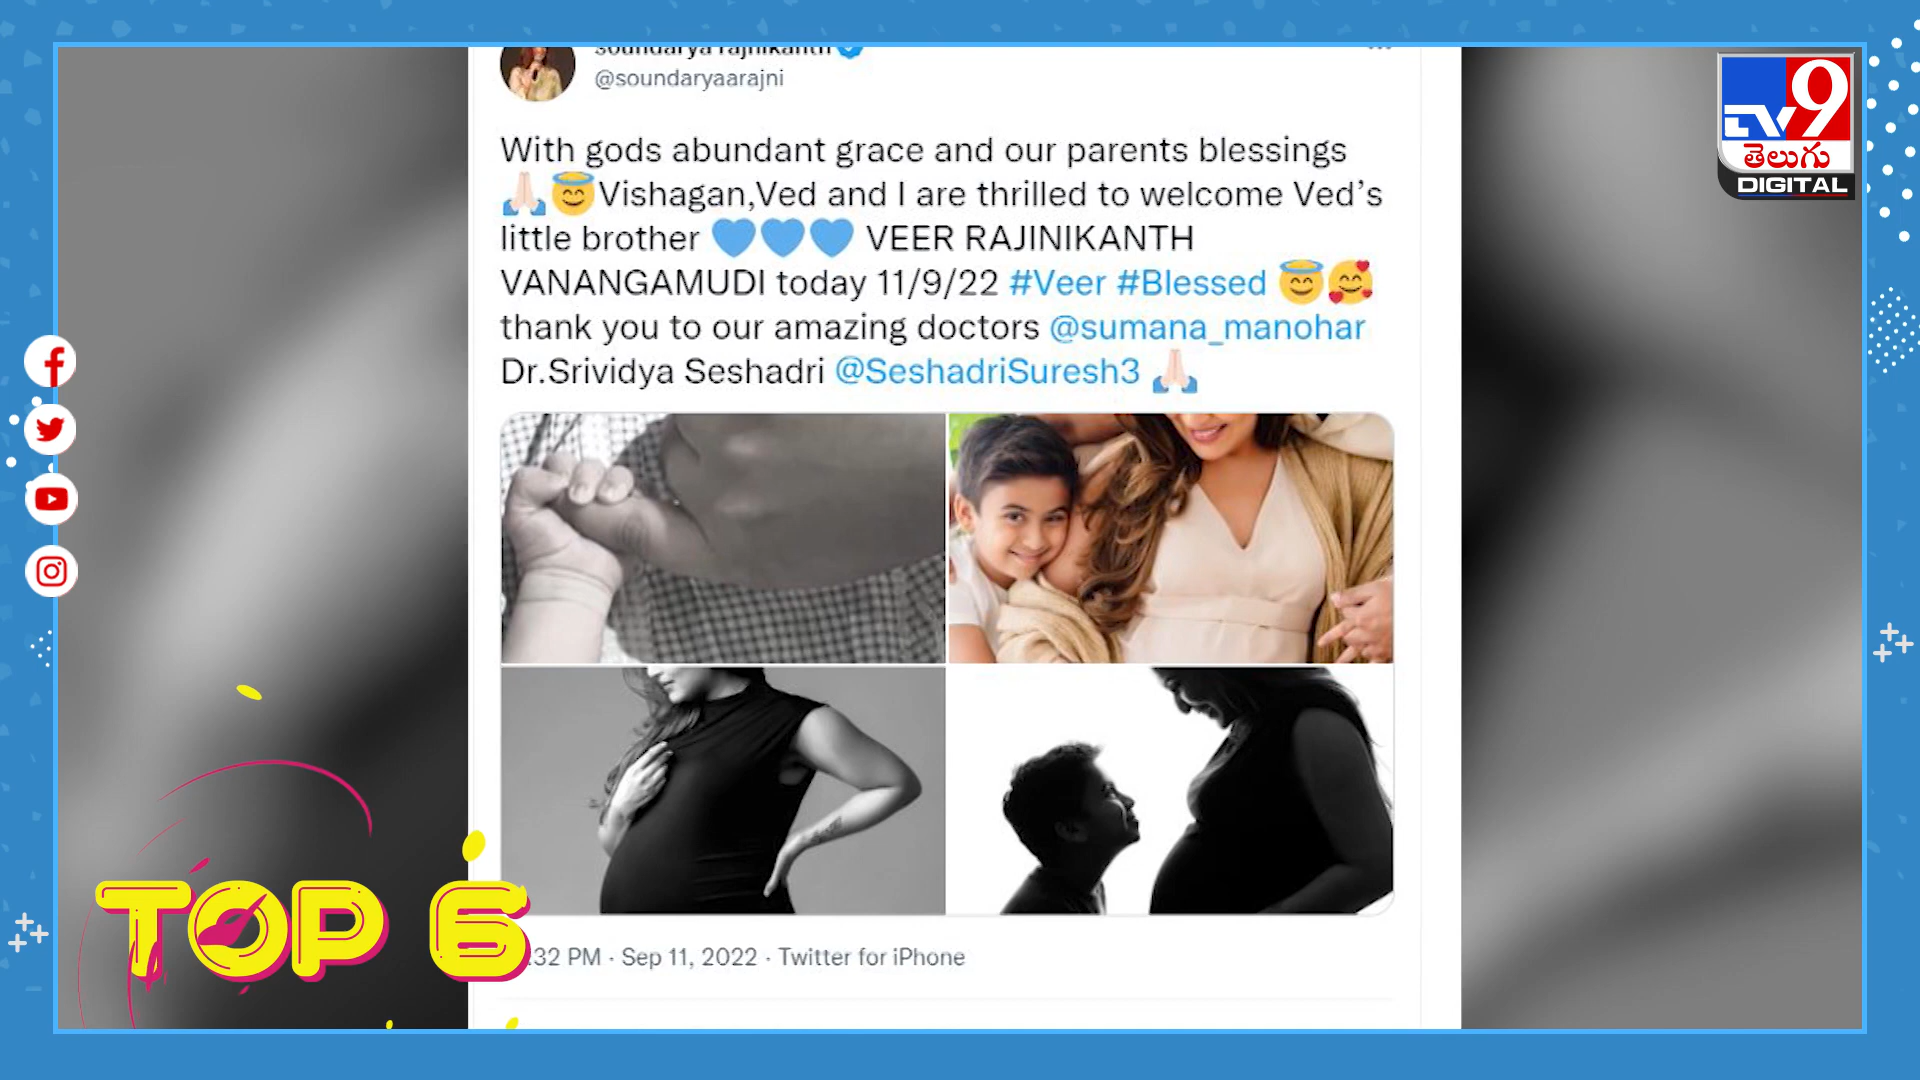 soundarya rajnikanth
@soundaryaarajni
With gods abundant grace and our parents blessings
🙏🏻😇Vishagan,Ved and I are thrilled to welcome Ved’s
little brother 💙💙💙 VEER RAJINIKANTH
VANANGAMUDI today 11/9/22 #Veer #Blessed 😇🥰
thank you to our amazing doctors @sumana_manohar
Dr.Srividya Seshadri @SeshadriSuresh3 🙏🏻
:32 PM · Sep 11, 2022 · Twitter for iPhone
TV9
తెలుగు
DIGITAL
TOP 6